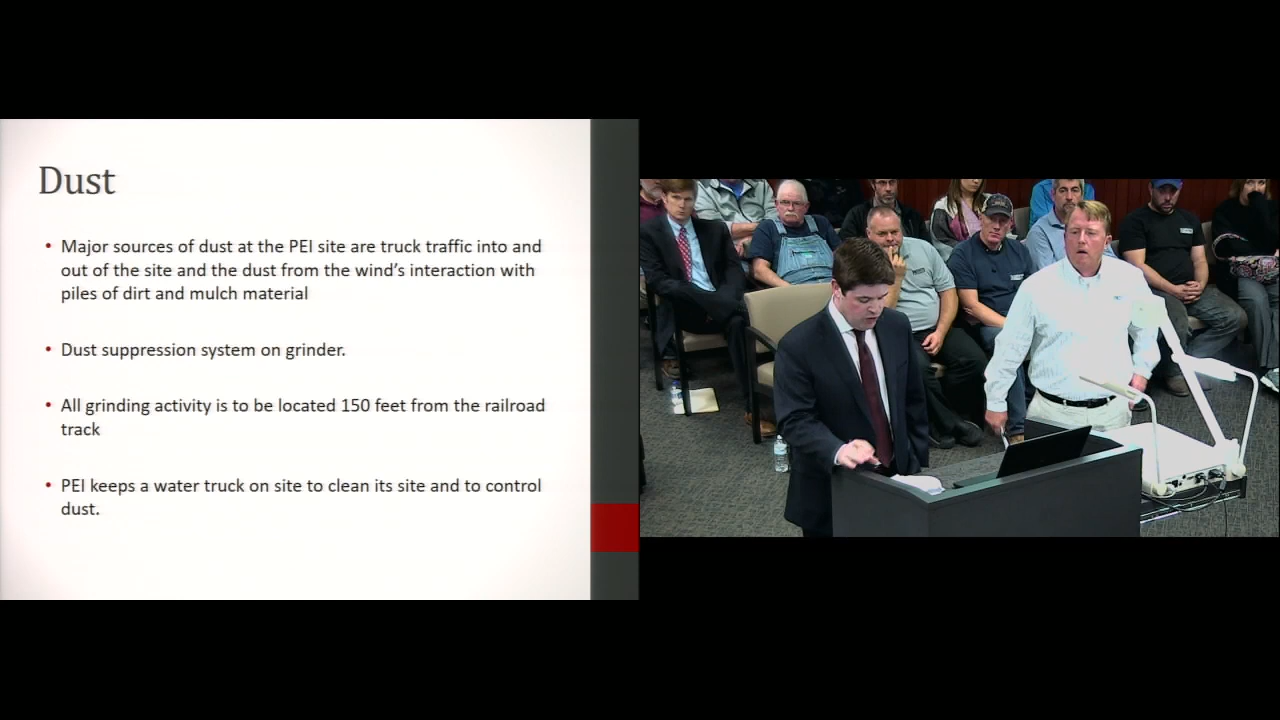 Dust
• Major sources of dust at the PEI site are truck traffic into and
out of the site and the dust from the wind's interaction with
piles of dirt and mulch material
• Dust suppression system on grinder.
• All grinding activity is to be located 150 feet from the railroad
track
• PEI keeps a water truck on site to clean its site and to control
dust.